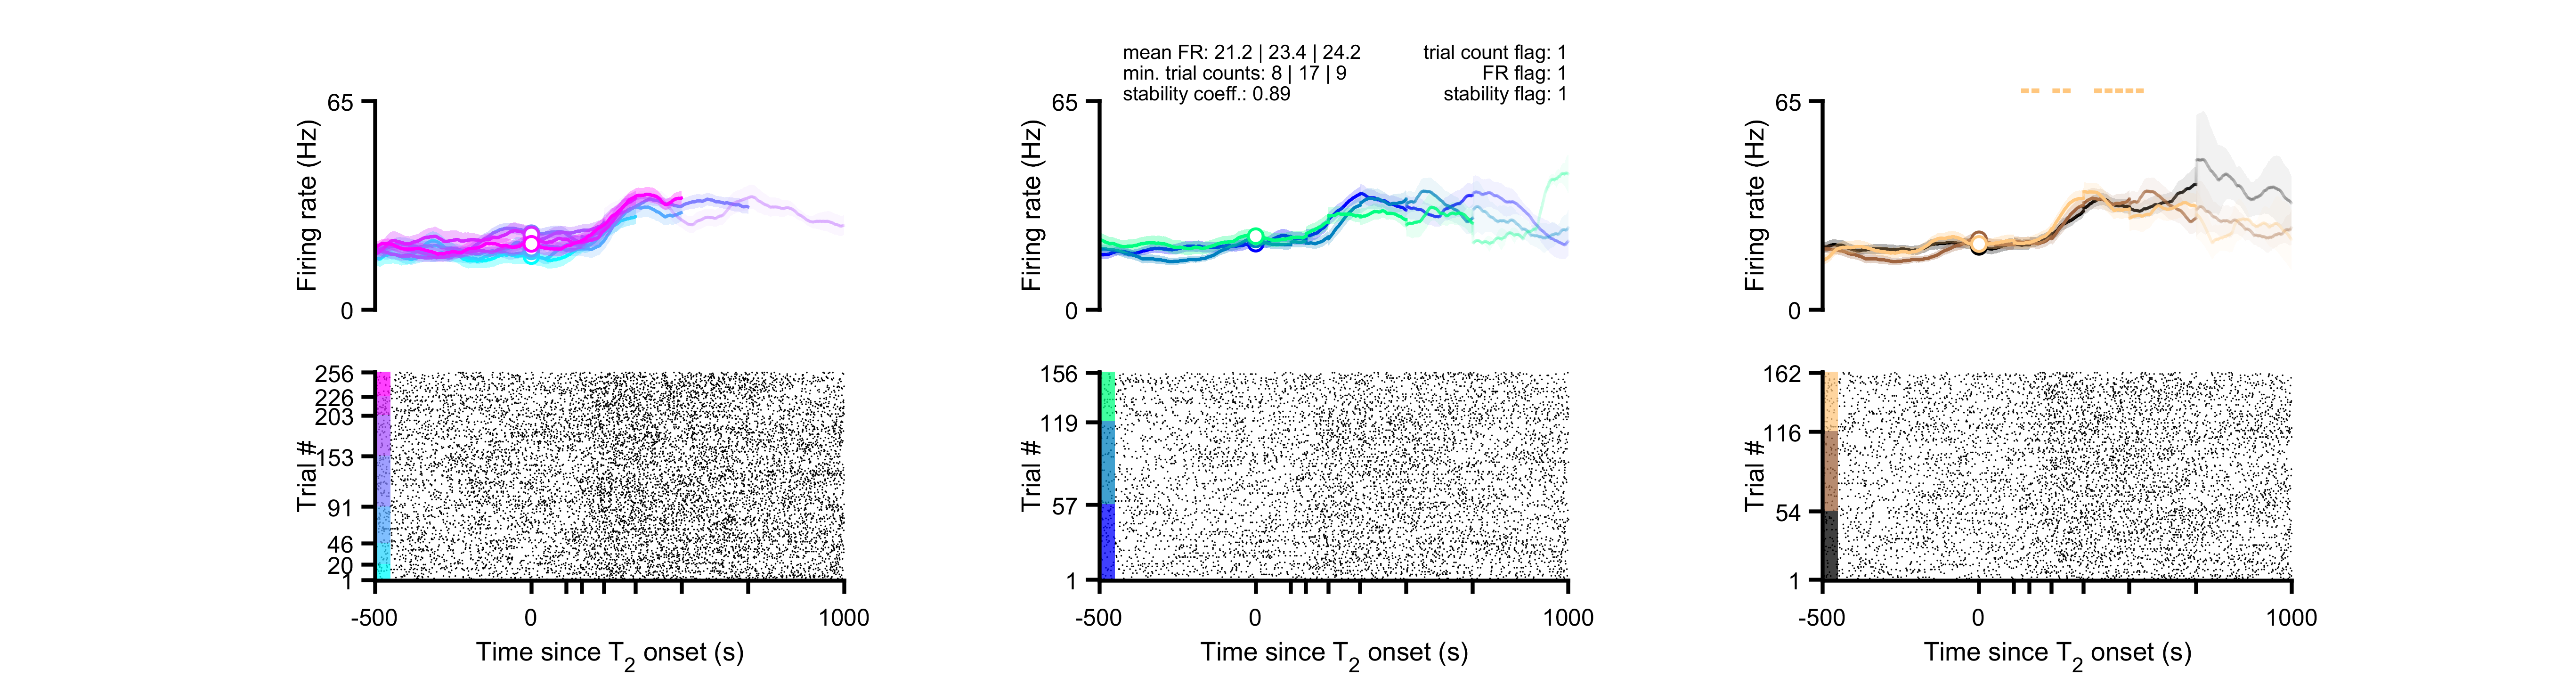 mean FR: 21.2 | 23.4 | 24.2
min. trial counts: 8 | 17 | 9
stability coeff.: 0.89
trial count flag: 1
FR flag: 1
stability flag: 1
65
Firing rate (Hz)
0
65
Firing rate (Hz)
0
65
Firing rate (Hz)
0
256
226
203
153
91
46
20
1
Trial #
-500
0
1000
Time since T2 onset (s)
156
119
57
1
Trial #
-500
0
1000
Time since T2 onset (s)
162
116
54
1
Trial #
-500
0
1000
Time since T2 onset (s)